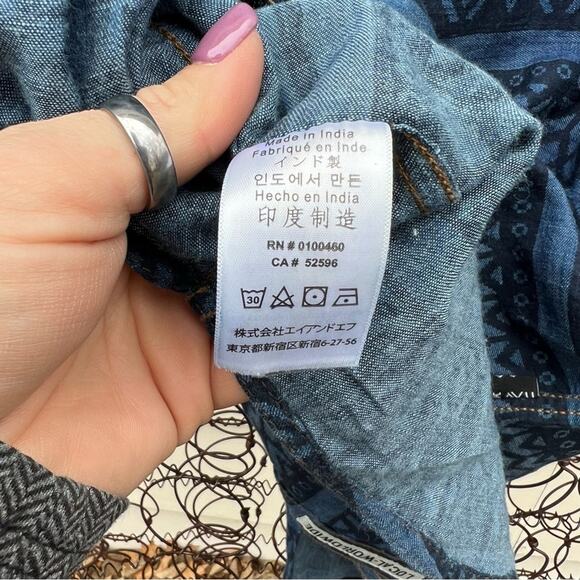 Made in India
Fabriqué en Inde
インド製
인도에서 만든
Hecho en India
印度制造
RN # 0100460
CA # 52596
30
株式会社エイアンドエフ
東京都新宿区新宿6-27-56
LOCAL WORLDWIDE